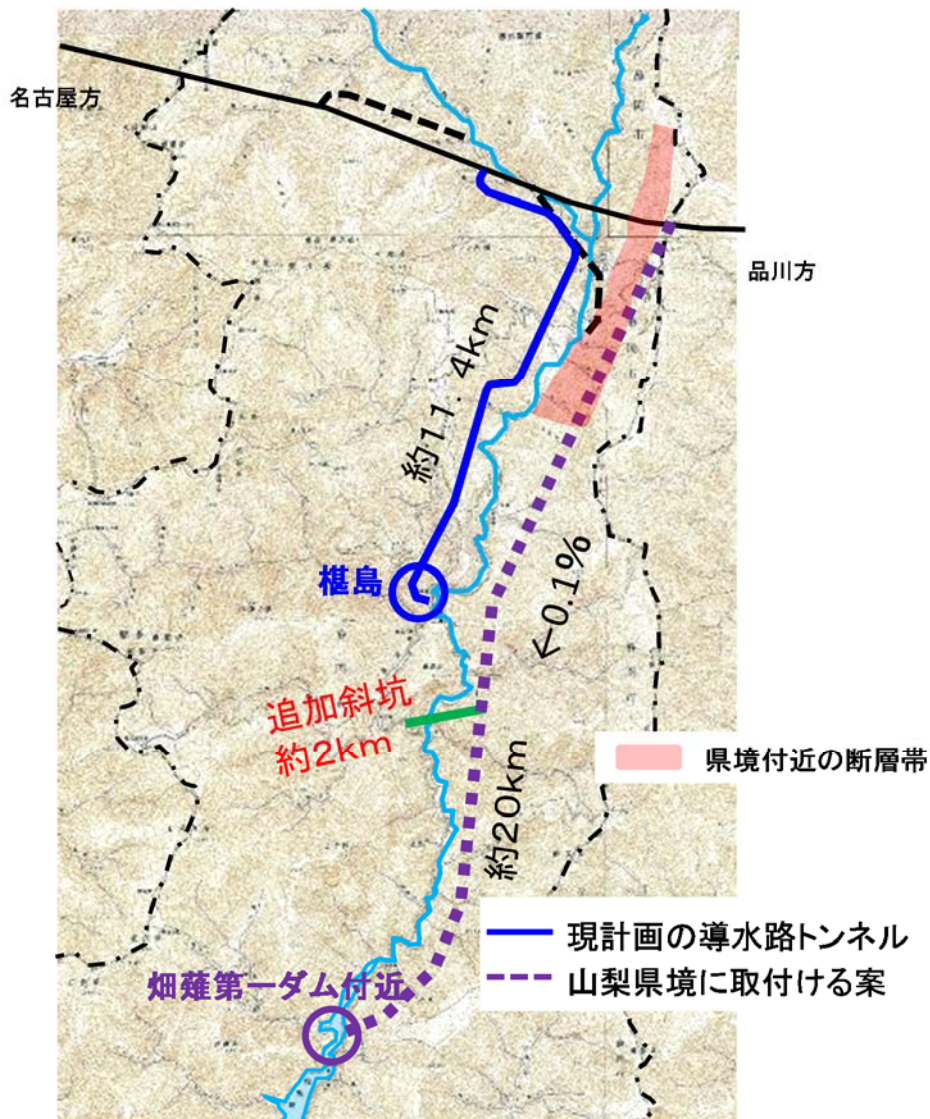 名古屋方
品川方
約11.4km
椹島
←0.1%
追加斜坑
約2km
県境付近の断層帯
約20km
現計画の導水路トンネル
山梨県境に取付ける案
畑薙第一ダム付近